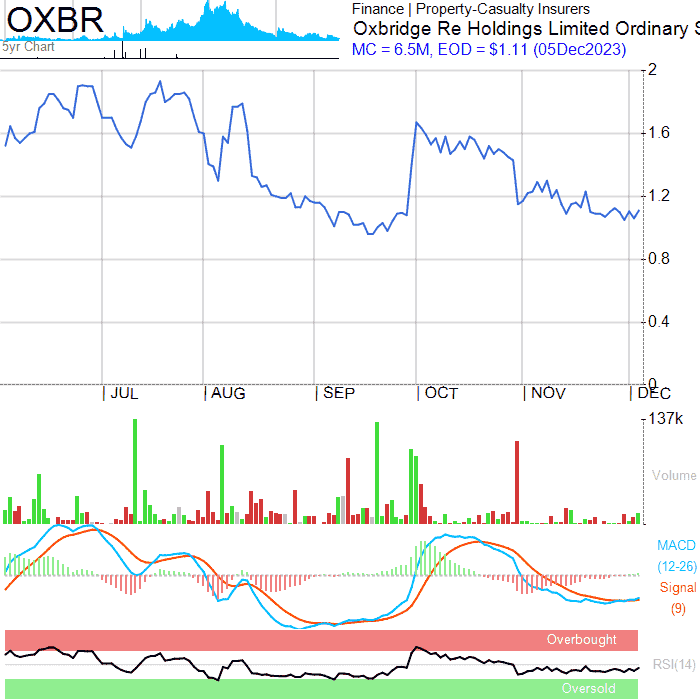 OXBR
5yr Chart
Finance | Property-Casualty Insurers
Oxbridge Re Holdings Limited Ordinary S
MC = 6.5M, EOD = $1.11 (05Dec2023)
2
1.6
1.2
0.8
0.4
0
JUL AUG SEP OCT NOV DEC
137k
Volume
MACD
(12-26)
Signal
(9)
Overbought
RSI(14)
Oversold